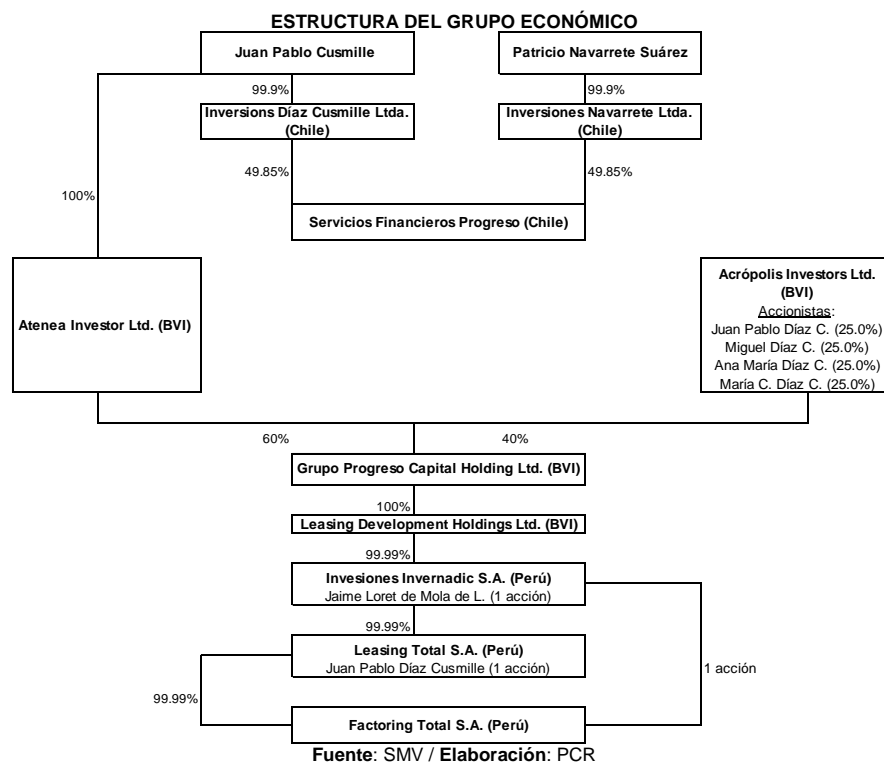 ESTRUCTURA DEL GRUPO ECONÓMICO
Juan Pablo Cusmille
Patricio Navarrete Suárez
99.9%
99.9%
Inversions Díaz Cusmille Ltda.
(Chile)
Inversiones Navarrete Ltda.
(Chile)
49.85%
49.85%
100%
Servicios Financieros Progreso (Chile)
Atenea Investor Ltd. (BVI)
Acrópolis Investors Ltd.
(BVI)
Accionistas:
Juan Pablo Díaz C. (25.0%)
Miguel Díaz C. (25.0%)
Ana María Díaz C. (25.0%)
María C. Díaz C. (25.0%)
60%
40%
Grupo Progreso Capital Holding Ltd. (BVI)
100%
Leasing Development Holdings Ltd. (BVI)
99.99%
Invesiones Invernadic S.A. (Perú)
Jaime Loret de Mola de L. (1 acción)
99.99%
Leasing Total S.A. (Perú)
Juan Pablo Díaz Cusmille (1 acción)
1 acción
99.99%
Factoring Total S.A. (Perú)
Fuente: SMV / Elaboración: PCR